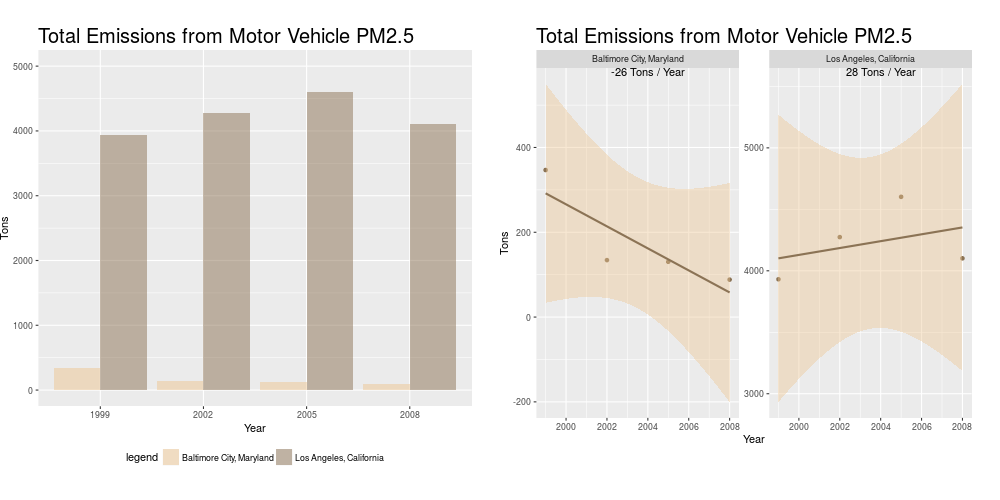 Total Emissions from Motor Vehicle PM2.5
5000
4000
3000
2000
1000
0
Tons
1999
2002
2005
2008
Year
legend
Baltimore City, Maryland
Los Angeles, California
Total Emissions from Motor Vehicle PM2.5
Baltimore City, Maryland
-26 Tons / Year
400
200
0
-200
Tons
2000
2002
2004
2006
2008
Los Angeles, California
28 Tons / Year
5000
4000
3000
2000
2002
2004
2006
2008
Year